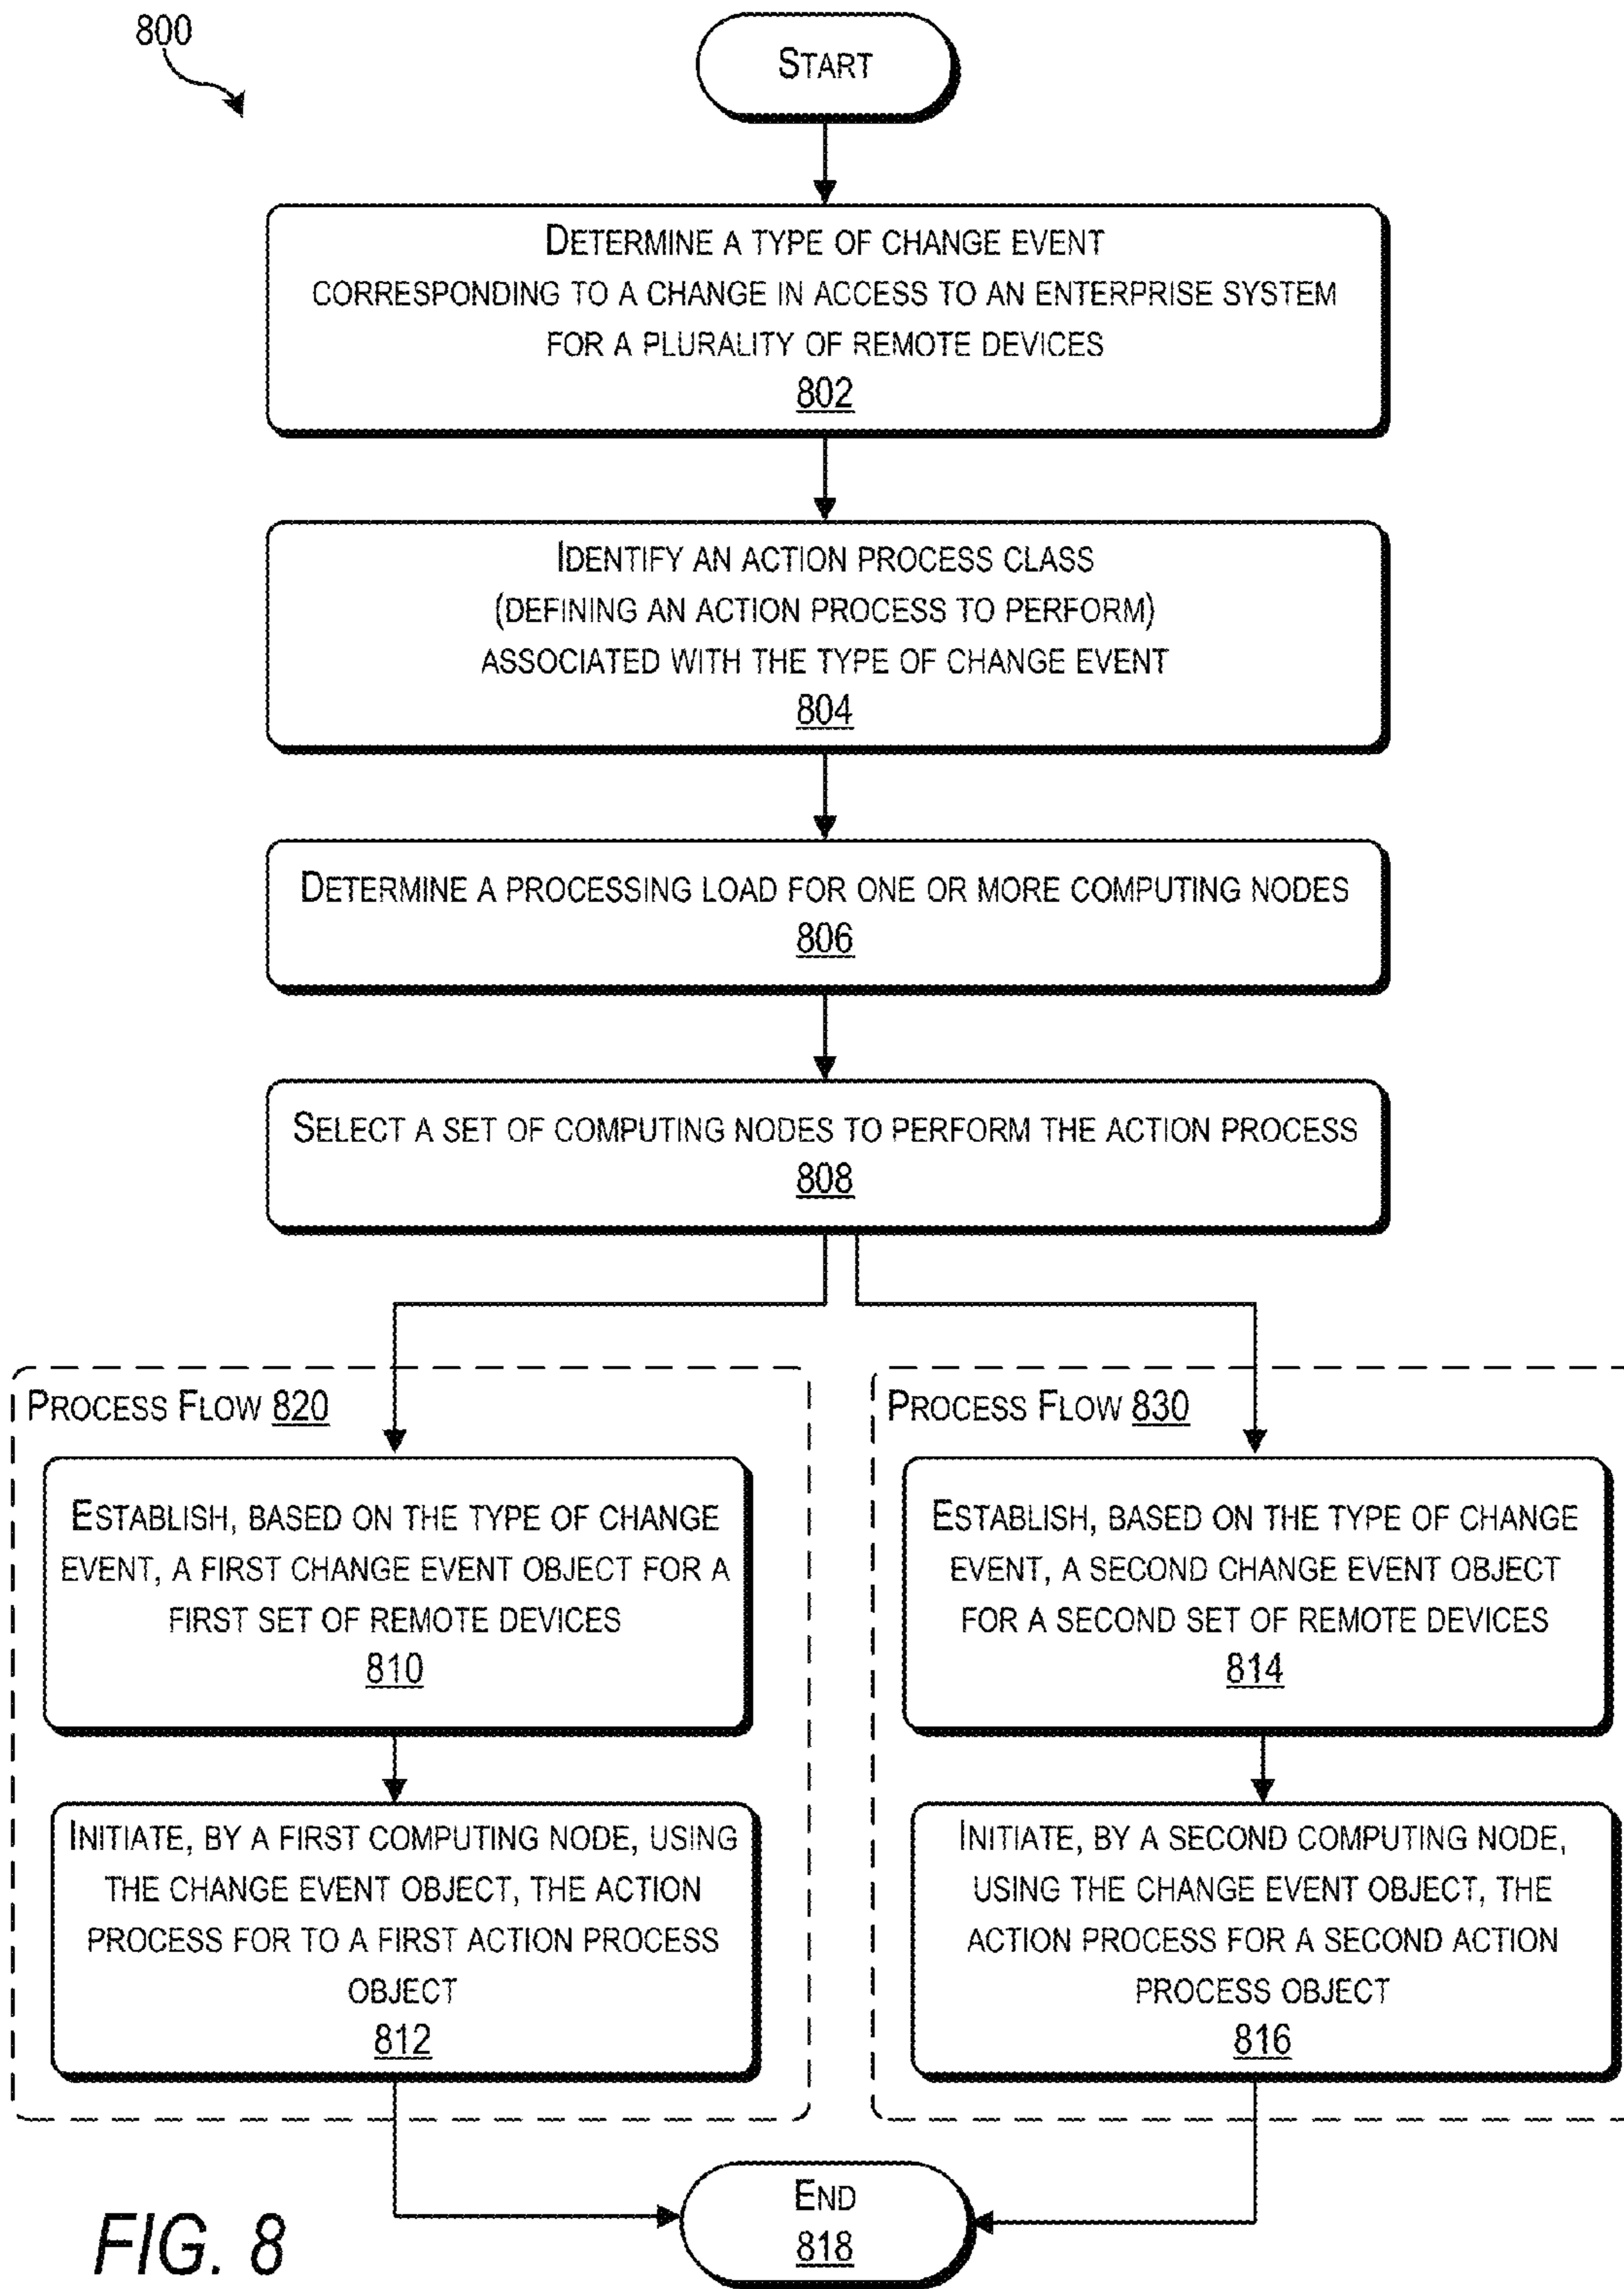 800
START
DETERMINE A TYPE OF CHANGE EVENT
CORRESPONDING TO A CHANGE IN ACCESS TO AN ENTERPRISE SYSTEM
FOR A PLURALITY OF REMOTE DEVICES
802
IDENTIFY AN ACTION PROCESS CLASS
(DEFINING AN ACTION PROCESS TO PERFORM)
ASSOCIATED WITH THE TYPE OF CHANGE EVENT
804
DETERMINE A PROCESSING LOAD FOR ONE OR MORE COMPUTING NODES
806
SELECT A SET OF COMPUTING NODES TO PERFORM THE ACTION PROCESS
808
PROCESS FLOW 820
ESTABLISH, BASED ON THE TYPE OF CHANGE
EVENT, A FIRST CHANGE EVENT OBJECT FOR A
FIRST SET OF REMOTE DEVICES
810
INITIATE, BY A FIRST COMPUTING NODE, USING
THE CHANGE EVENT OBJECT, THE ACTION
PROCESS FOR TO A FIRST ACTION PROCESS
OBJECT
812
PROCESS FLOW 830
ESTABLISH, BASED ON THE TYPE OF CHANGE
EVENT, A SECOND CHANGE EVENT OBJECT
FOR A SECOND SET OF REMOTE DEVICES
814
INITIATE, BY A SECOND COMPUTING NODE,
USING THE CHANGE EVENT OBJECT, THE
ACTION PROCESS FOR A SECOND ACTION
PROCESS OBJECT
816
END
818
FIG. 8